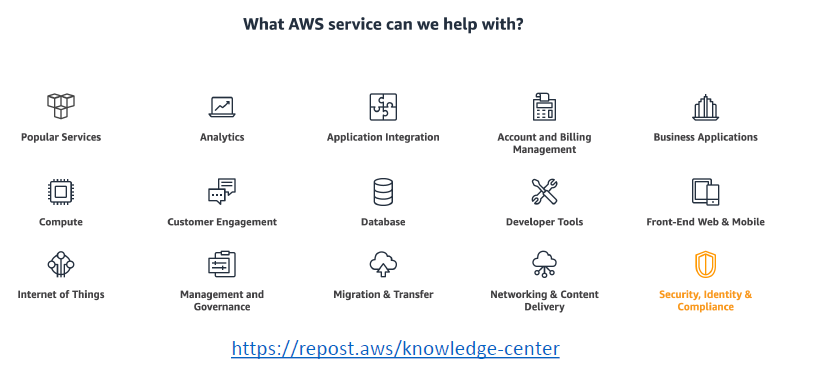 What AWS service can we help with?
Popular Services
Analytics
Application Integration
Account and Billing
Management
Business Applications
Compute
Customer Engagement
Database
Developer Tools
Front-End Web & Mobile
Internet of Things
Management and
Governance
Migration & Transfer
Networking & Content
Delivery
Security, Identity &
Compliance
https://repost.aws/knowledge-center